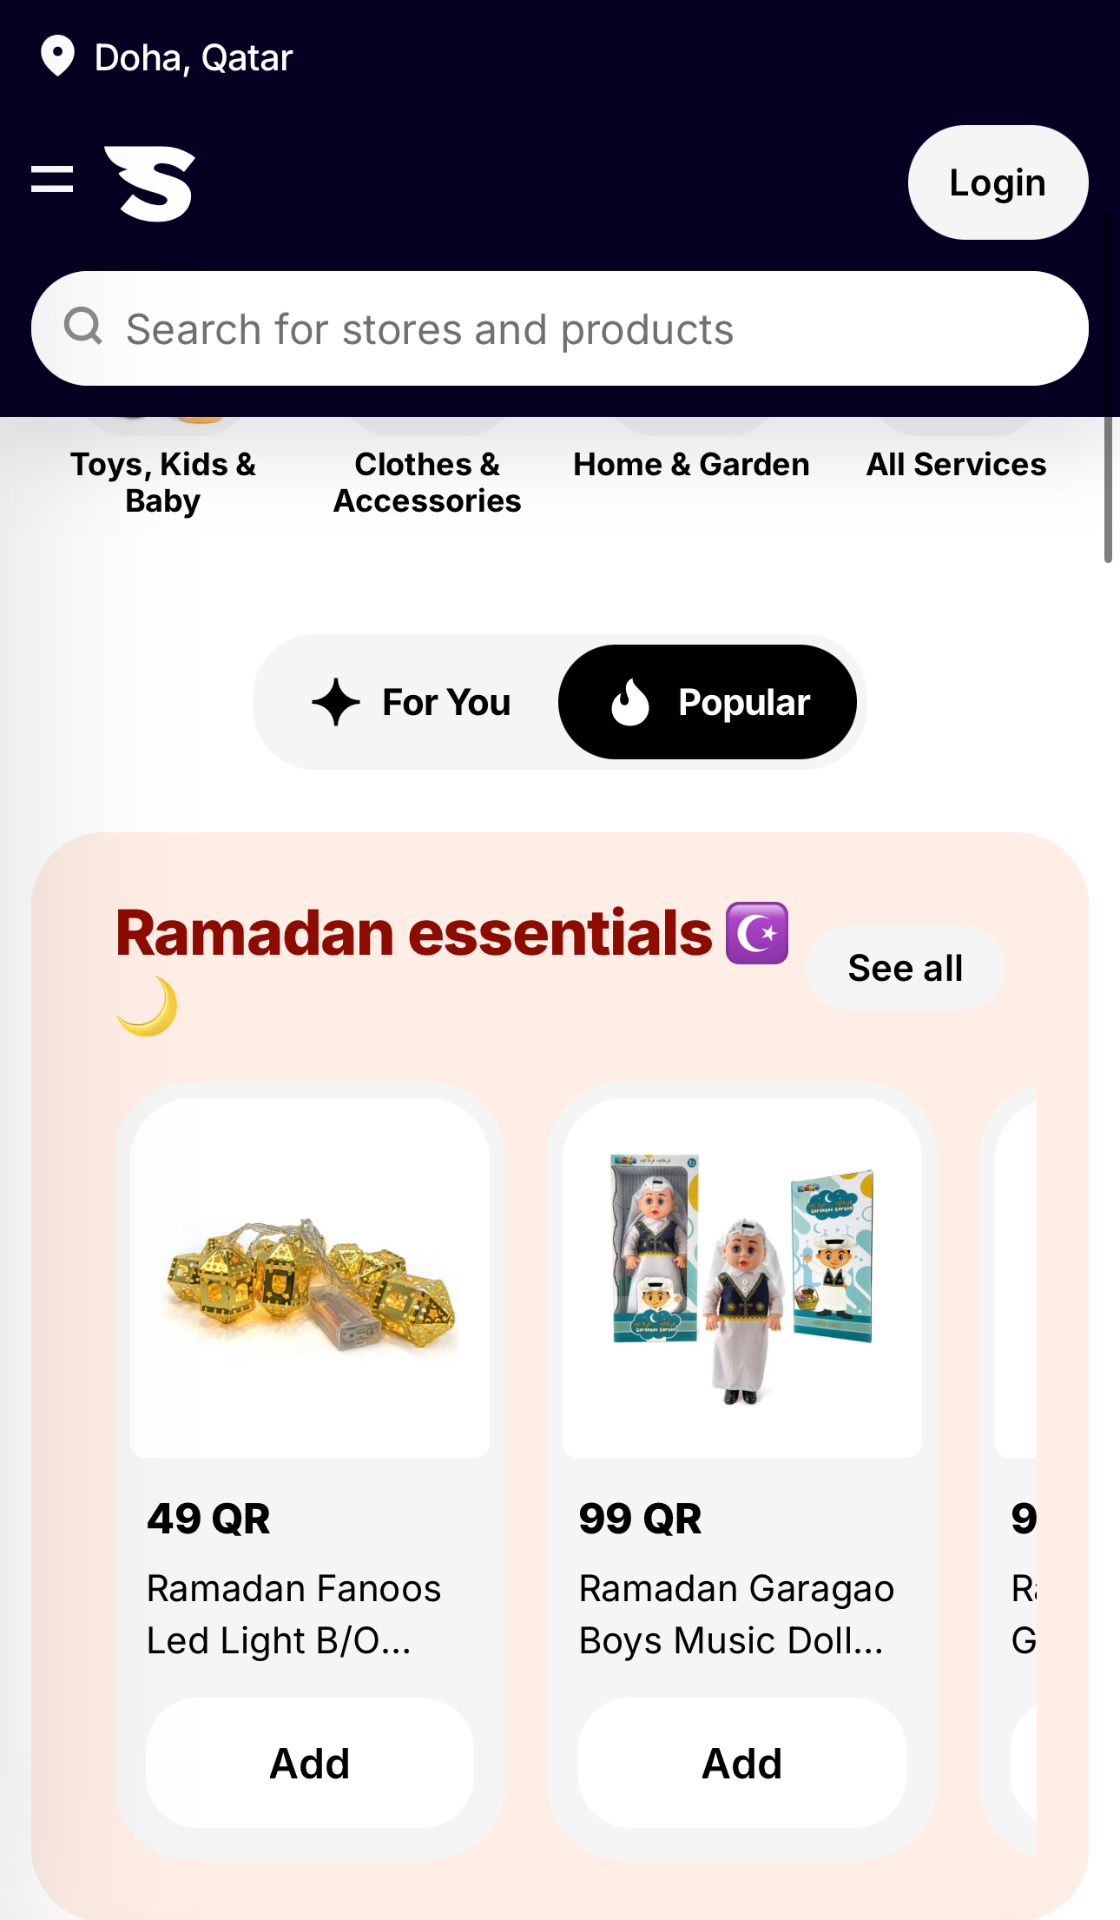 Doha, Qatar
Login
Search for stores and products
Toys, Kids &
Baby
Clothes &
Accessories
Home & Garden
All Services
For You
Popular
Ramadan essentials ☪️
🌙
See all
49 QR
Ramadan Fanoos
Led Light B/O...
Add
99 QR
Ramadan Garagao
Boys Music Doll...
Add
9